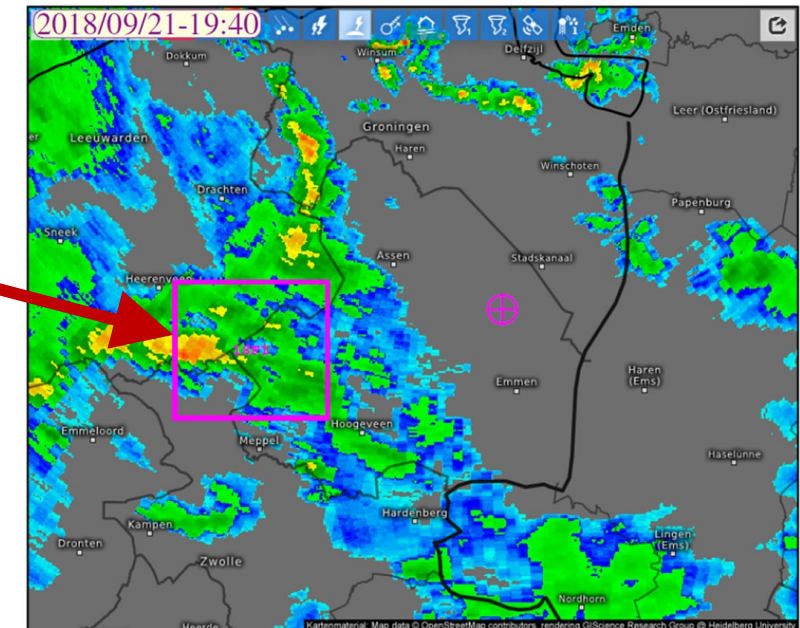 2018/09/21-19:40
Emden
Dokkum
Winsum
Delfzijl
Leer (Ostfriesland)
Groningen
Leeuwarden
Haren
Winschoten
Drachten
Papenburg
Sneek
Assen
Stadskanaal
Heerenveen
Haren
(Ems)
Emmen
Hoogeveen
Emmeloord
Meppel
Haselünne
Hardenberg
Kampen
Lingen
(Ems)
Dronten
Zwolle
Nordhorn
Heerde
Kartenmaterial: Map data © OpenStreetMap contributors, rendering GIScience Research Group @ Heidelberg University